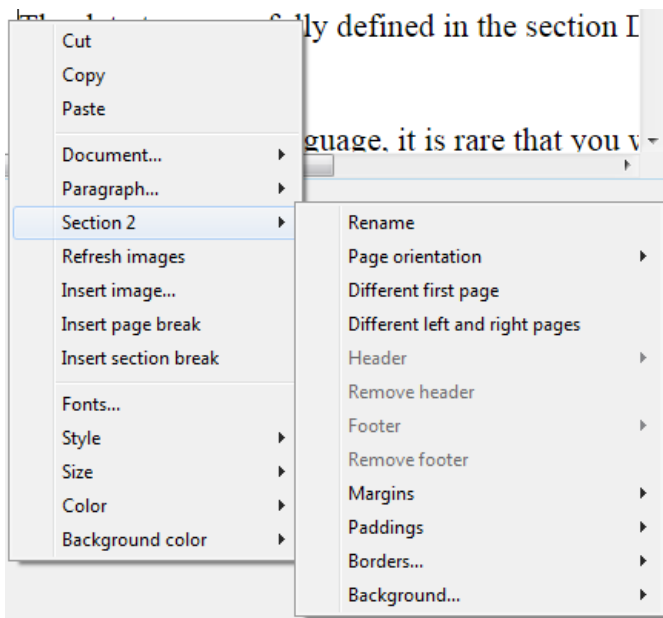 lly defined in the section
Cut
Copy
Paste
guage, it is rare that you
Document...
Paragraph...
Section 2
Refresh images
Insert image...
Insert page break
Insert section break
Fonts...
Style
Size
Color
Background color
Rename
Page orientation
Different first page
Different left and right pages
Header
Remove header
Footer
Remove footer
Margins
Paddings
Borders...
Background...